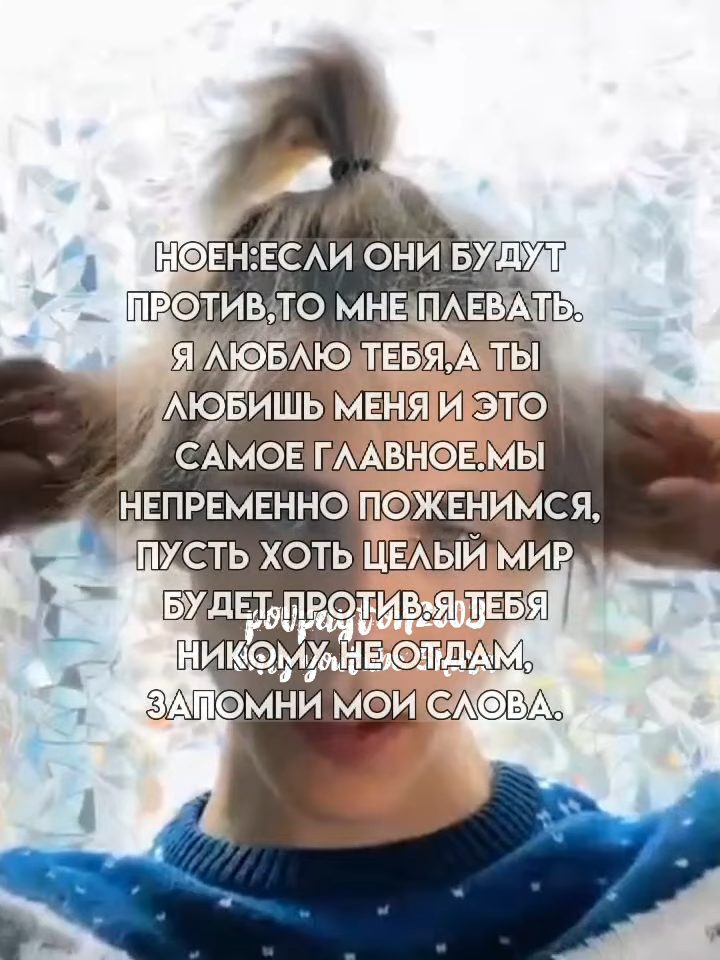 НОЕН:ЕСЛИ ОНИ БУДУТ
ПРОТИВ,ТО МНЕ ПЛЕВАТЬ.
Я ЛЮБЛЮ ТЕБЯ,А ТЫ
ЛЮБИШЬ МЕНЯ И ЭТО
САМОЕ ГЛАВНОЕ.МЫ
НЕПРЕМЕННО ПОЖЕНИМСЯ,
ПУСТЬ ХОТЬ ЦЕЛЫЙ МИР
БУДЕТ ПРОТИВ.Я ТЕБЯ
НИКОМУ НЕ ОТДАМ,
ЗАПОМНИ МОИ СЛОВА.